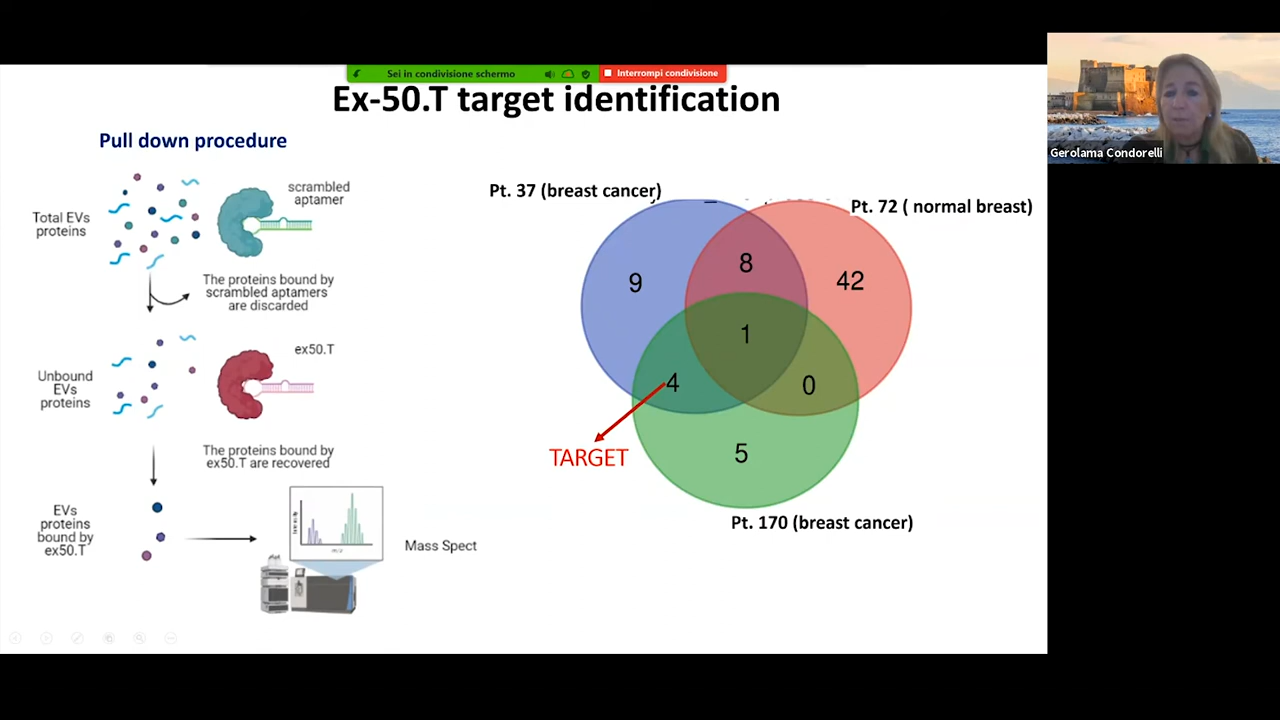 Sei in condivisione schermo
Interrompi condivisione
Ex-50.T target identification
Gerolama Condorelli
Pull down procedure
Total EVs
proteins
scrambled
aptamer
The proteins bound by
scrambled aptamers
are discarded
Unbound
EVs
proteins
ex50.T
The proteins bound by
ex50.T are recovered
EVs
proteins
bound by
ex50.T
Mass Spect
Pt. 37 (breast cancer)
Pt. 72 ( normal breast)
9
8
42
1
4
0
5
TARGET
Pt. 170 (breast cancer)